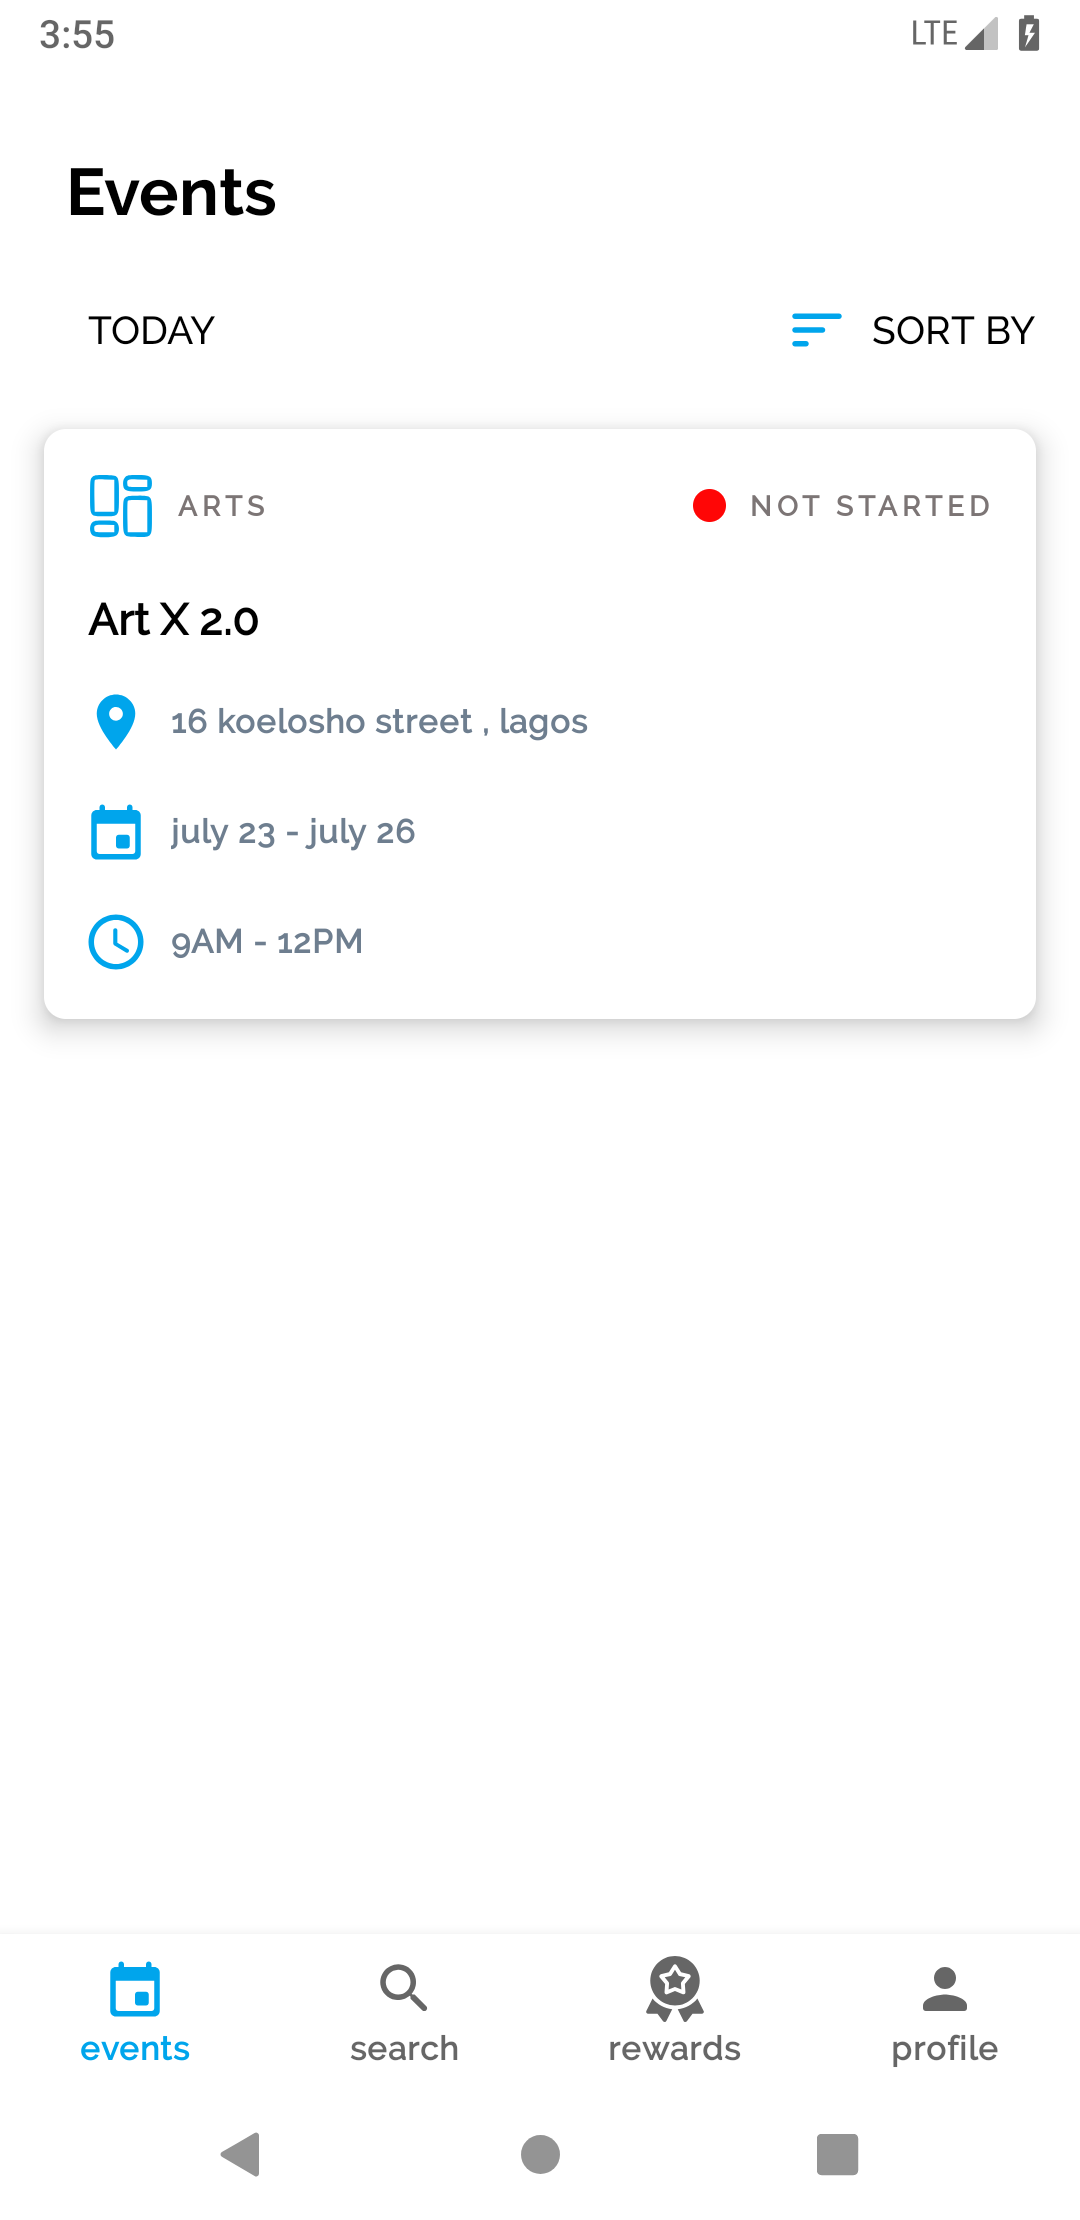 3:55
LTE
Events
TODAY
SORT BY
ARTS
NOT STARTED
Art X 2.0
16 koelosho street , lagos
july 23 - july 26
9AM - 12PM
events
search
rewards
profile